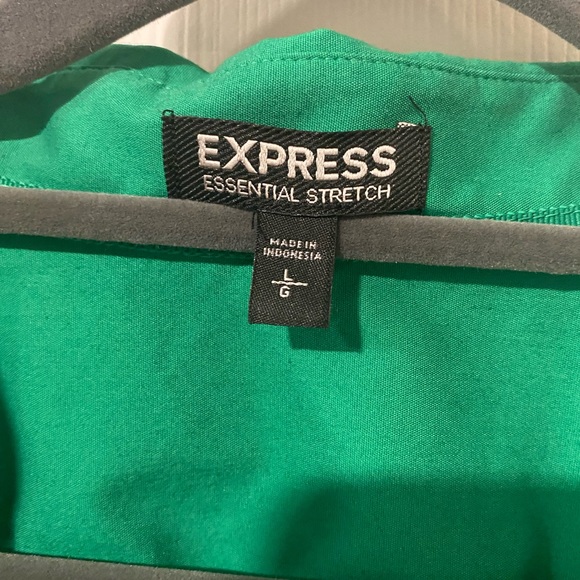 EXPRESS
ESSENTIAL STRETCH
MADE IN
INDONESIA
L
G